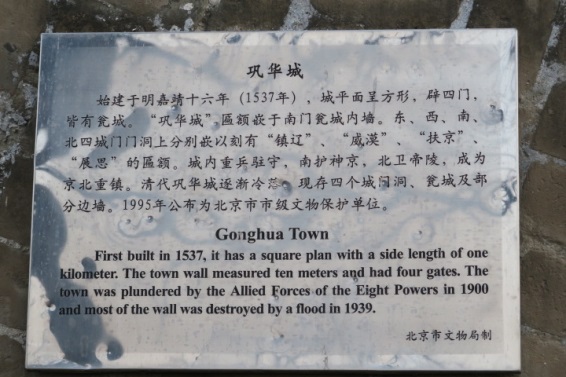 巩华城
始建于明嘉靖十六年（1537年），城平面呈方形，辟四门，
皆有瓮城。“巩华城”匾额嵌于南门瓮城内墙。东、西、南、
北四城门门洞上分别嵌以刻有“镇辽”、“威漠”、“扶京”、
“展思”的匾额。城内重兵驻守，南护神京，北卫帝陵，成为
京北重镇。清代巩华城逐渐冷落。现存四个城门洞、瓮城及部
分边墙。1995年公布为北京市市级文物保护单位。
Gonghua Town
First built in 1537, it has a square plan with a side length of one
kilometer. The town wall measured ten meters and had four gates. The
town was plundered by the Allied Forces of the Eight Powers in 1900
and most of the wall was destroyed by a flood in 1939.
北京市文物局制